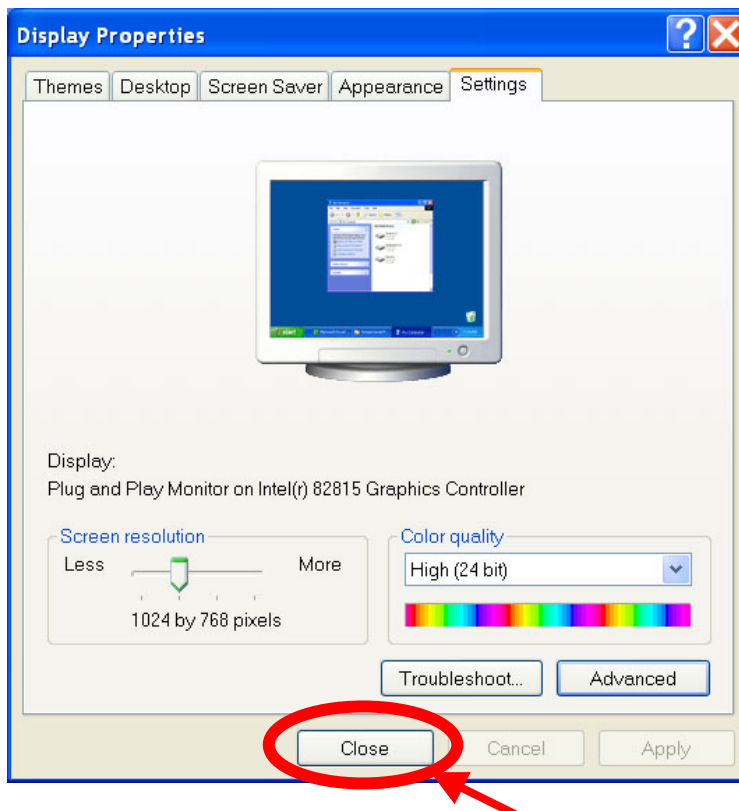 Display Properties
Themes Desktop Screen Saver Appearance Settings
start
Display:
Plug and Play Monitor on Intel(r) 82815 Graphics Controller
Screen resolution
Less More
1024 by 768 pixels
Color quality
High (24 bit)
Troubleshoot... Advanced
Close Cancel Apply